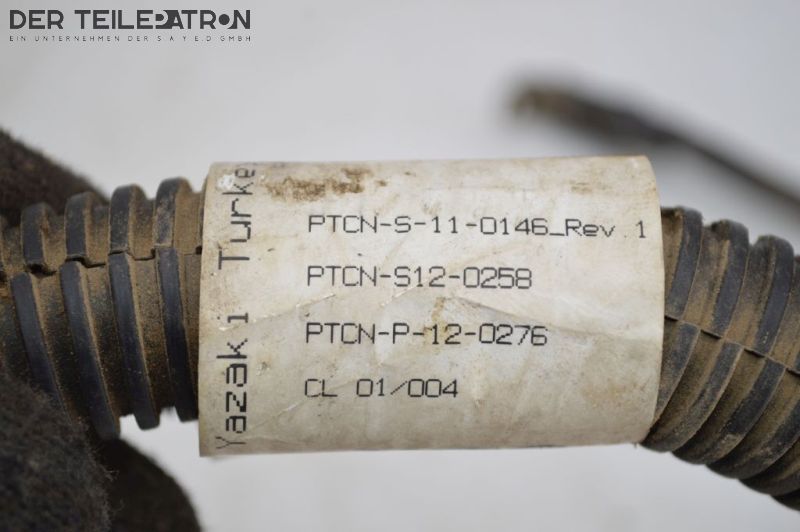 DER TEILEPATRON
EIN UNTERNEHMEN DER S A Y E.D GMBH
Yazaki Turkey
PTCN-S-11-0146_Rev 1
PTCN-S12-0258
PTCN-P-12-0276
CL 01/004